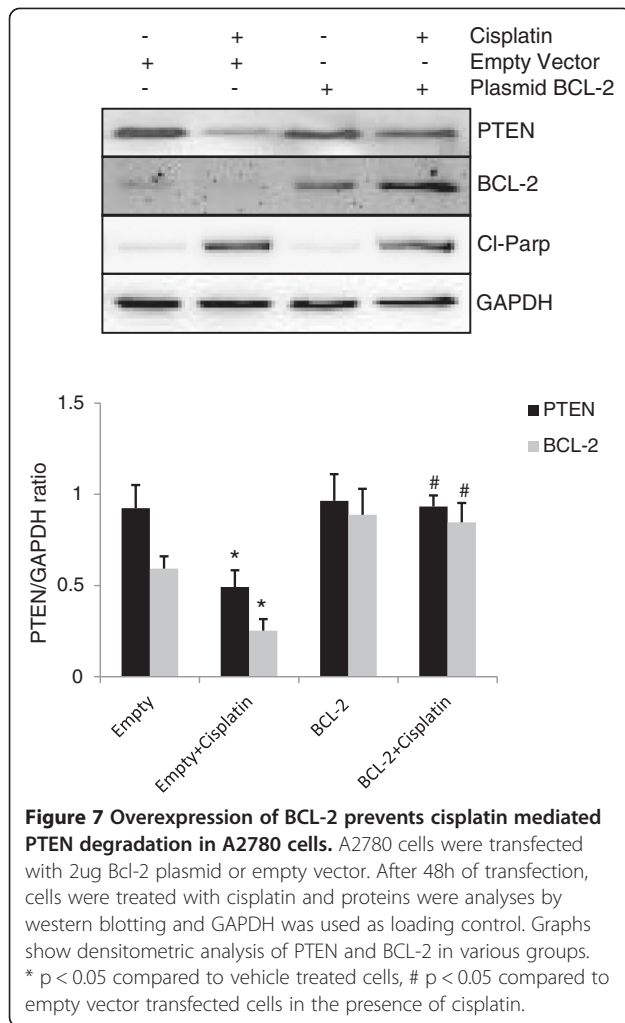 - + - + Cisplatin
+ + - - Empty Vector
- - + + Plasmid BCL-2
PTEN
BCL-2
Cl-Parp
GAPDH
PTEN/GAPDH ratio
1.5
1
0.5
0
PTEN
BCL-2
* * # #
Empty
Empty+Cisplatin
BCL-2
BCL-2+Cisplatin
Figure 7 Overexpression of BCL-2 prevents cisplatin mediated
PTEN degradation in A2780 cells. A2780 cells were transfected
with 2ug Bcl-2 plasmid or empty vector. After 48h of transfection,
cells were treated with cisplatin and proteins were analyses by
western blotting and GAPDH was used as loading control. Graphs
show densitometric analysis of PTEN and BCL-2 in various groups.
* p < 0.05 compared to vehicle treated cells, # p < 0.05 compared to
empty vector transfected cells in the presence of cisplatin.